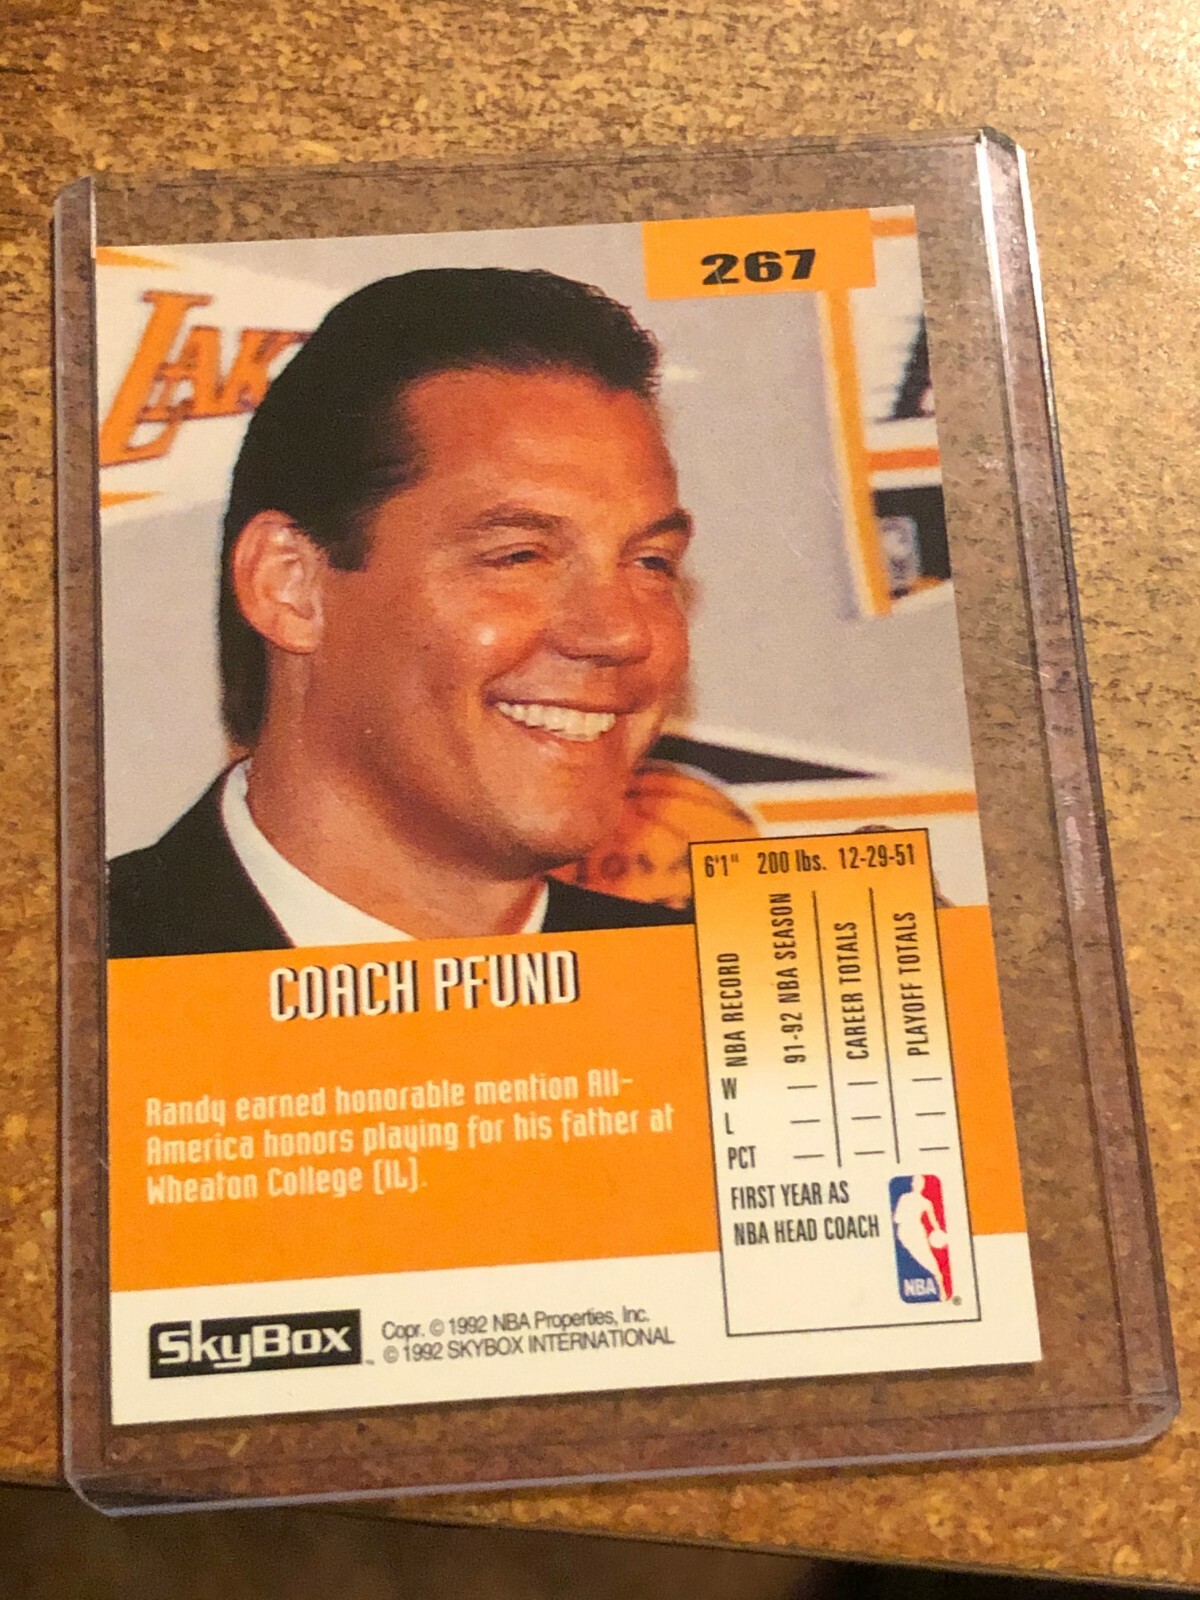 267
LAK
COACH PFUND
Randy earned honorable mention All-
America honors playing for his father at
Wheaton College (IL).
6'1" 200 lbs. 12-29-51
NBA RECORD
91-92 NBA SEASON
CAREER TOTALS
PLAYOFF TOTALS
W — — —
L — — —
PCT — — —
FIRST YEAR AS
NBA HEAD COACH
NBA
®
SkyBox™
Copr. © 1992 NBA Properties, Inc.
© 1992 SKYBOX INTERNATIONAL